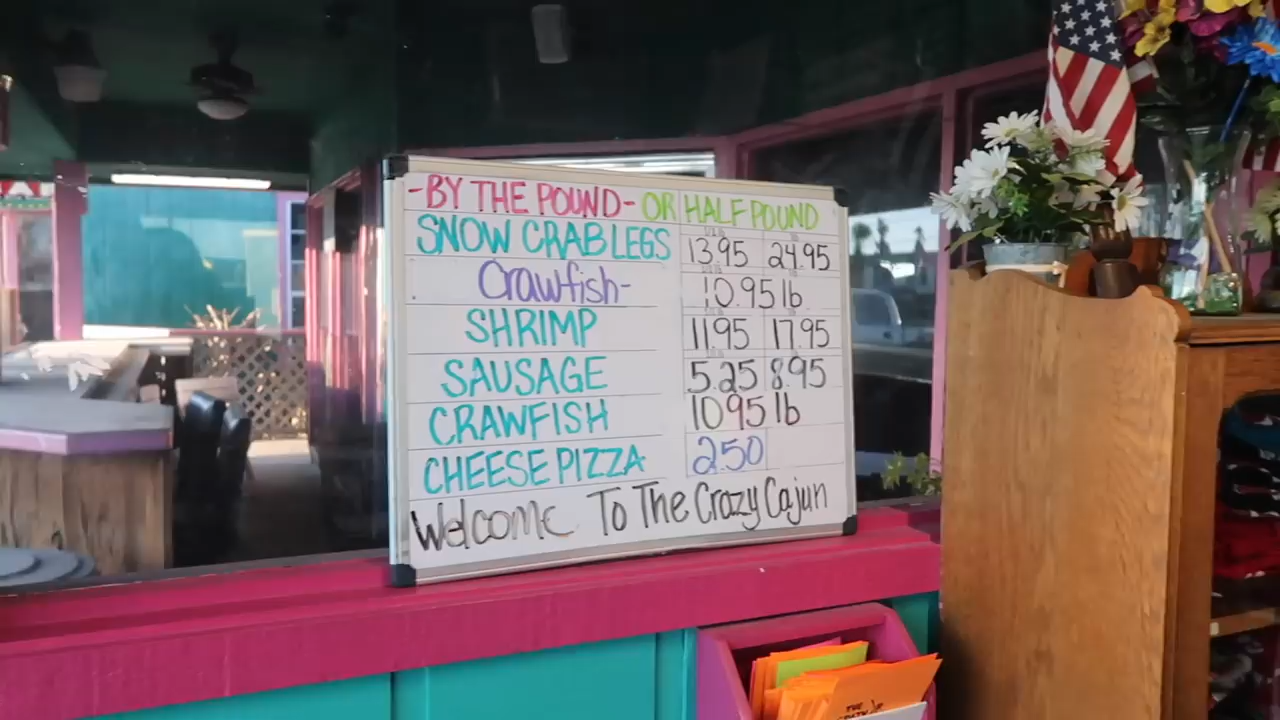 -BY THE POUND- OR HALF POUND
SNOW CRAB LEGS 13.95 24.95
Crawfish- 10.95 lb
SHRIMP 11.95 17.95
SAUSAGE 5.25 8.95
CRAWFISH 10 95 lb
CHEESE PIZZA 2.50
Welcome To The Crazy Cajun
THE